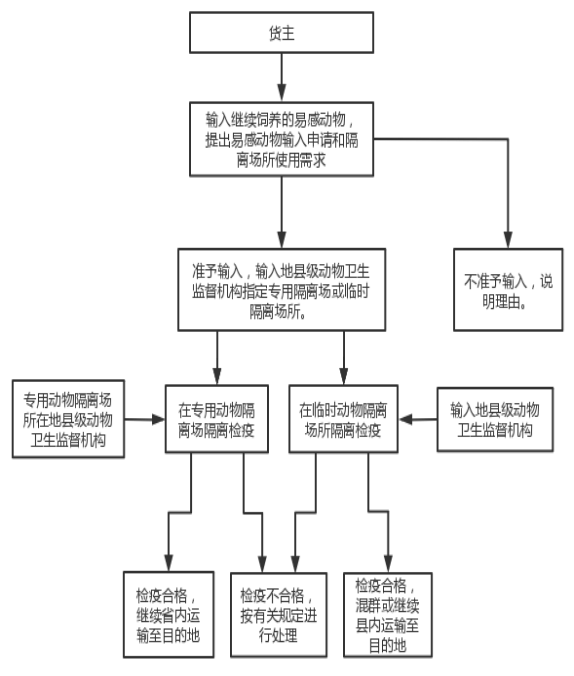 货主
输入继续饲养的易感动物，
提出易感动物输入申请和隔
离场所使用需求
准予输入，输入地县级动物卫生
监督机构指定专用隔离场或临时
隔离场所。
不准予输入，说
明理由。
专用动物隔离场
所在地县级动物
卫生监督机构
在专用动物隔
离场隔离检疫
在临时动物隔离
场所隔离检疫
输入地县级动物
卫生监督机构
检疫合格，
继续省内运
输至目的地
检疫不合格，
按有关规定进
行处理
检疫合格，
混群或继续
县内运输至
目的地